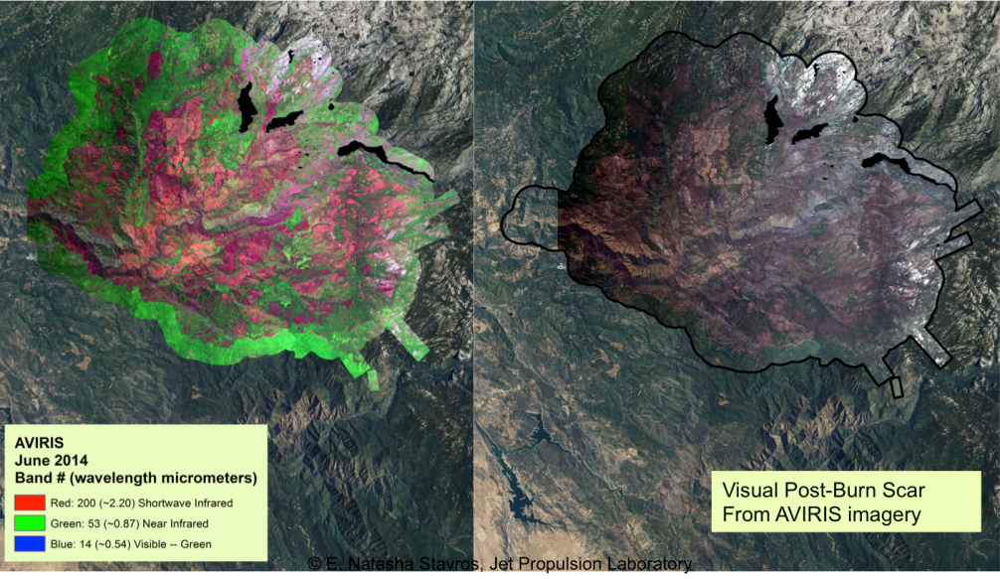 AVIRIS
June 2014
Band # (wavelength micrometers)
Red: 200 (~2.20) Shortwave Infrared
Green: 53 (~0.87) Near Infrared
Blue: 14 (~0.54) Visible -- Green
Visual Post-Burn Scar
From AVIRIS imagery
© E. Natasha Stavros, Jet Propulsion Laboratory